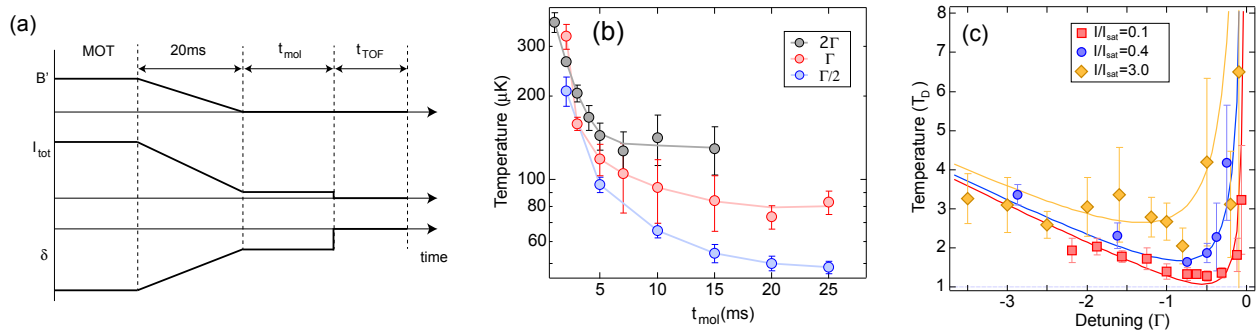 (a)
MOT
20ms
t_mol
t_TOF
B'
I_tot
δ
time
(b)
Temperature (μK)
300
200
100
80
60
2Γ
Γ
Γ/2
5
10
15
20
25
t_mol(ms)
(c)
Temperature (T_D)
8
7
6
5
4
3
2
1
I/I_sat=0.1
I/I_sat=0.4
I/I_sat=3.0
-3
-2
-1
0
Detuning (Γ)